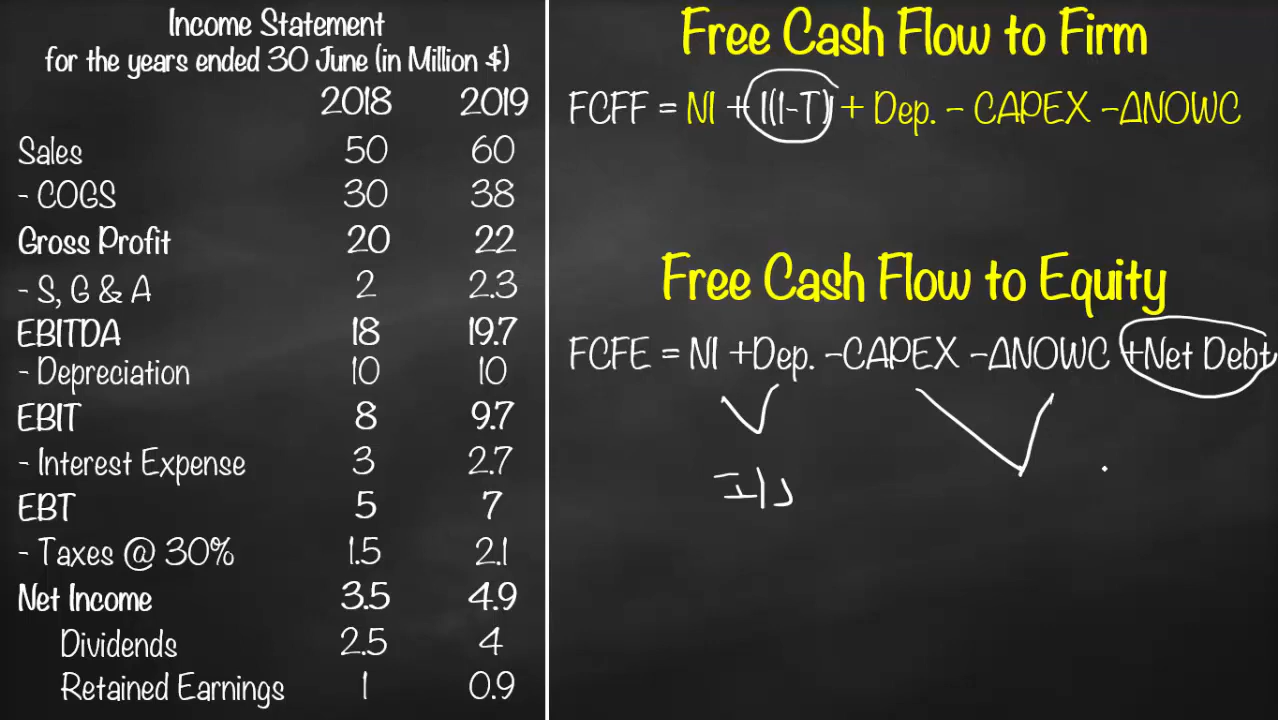 Income Statement
for the years ended 30 June (in Million $)
2018 2019
Sales 50 60
- COGS 30 38
Gross Profit 20 22
- S, G & A 2 2.3
EBITDA 18 19.7
- Depreciation 10 10
EBIT 8 9.7
- Interest Expense 3 2.7
EBT 5 7
- Taxes @ 30% 1.5 2.1
Net Income 3.5 4.9
Dividends 2.5 4
Retained Earnings 1 0.9
Free Cash Flow to Firm
FCFF = NI + I(1-T) + Dep. - CAPEX -ΔNOWC
Free Cash Flow to Equity
FCFE = NI +Dep. -CAPEX -ΔNOWC +Net Debt
I/S